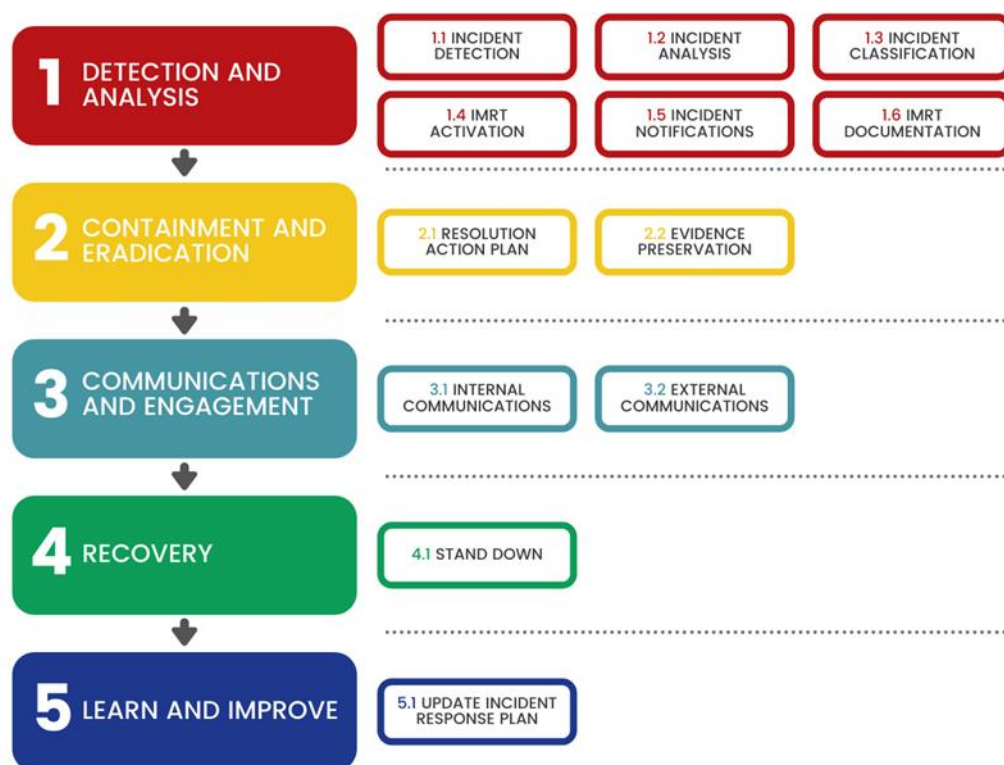 1 DETECTION AND
ANALYSIS
1.1 INCIDENT
DETECTION
1.2 INCIDENT
ANALYSIS
1.3 INCIDENT
CLASSIFICATION
1.4 IMRT
ACTIVATION
1.5 INCIDENT
NOTIFICATIONS
1.6 IMRT
DOCUMENTATION
2 CONTAINMENT AND
ERADICATION
2.1 RESOLUTION
ACTION PLAN
2.2 EVIDENCE
PRESERVATION
3 COMMUNICATIONS
AND ENGAGEMENT
3.1 INTERNAL
COMMUNICATIONS
3.2 EXTERNAL
COMMUNICATIONS
4 RECOVERY
4.1 STAND DOWN
5 LEARN AND IMPROVE
5.1 UPDATE INCIDENT
RESPONSE PLAN